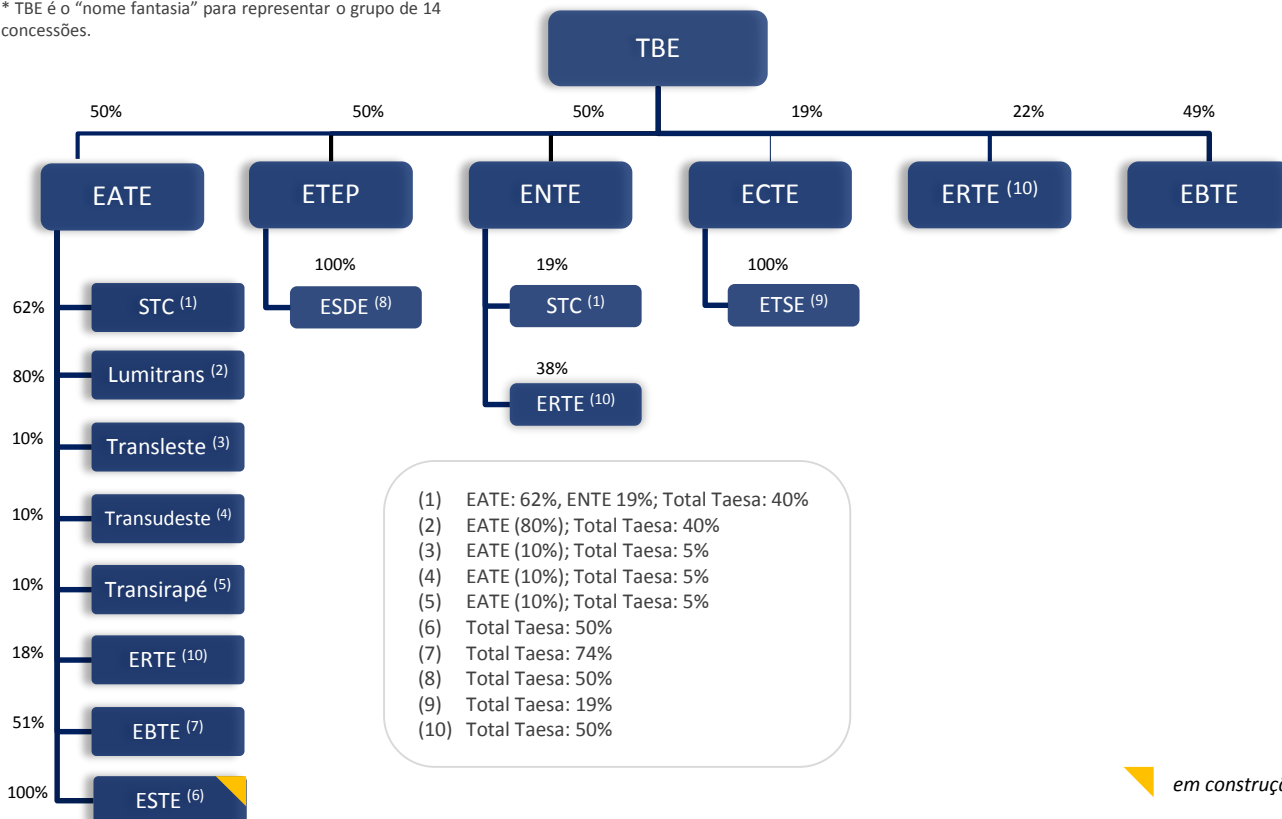 * TBE é o “nome fantasia” para representar o grupo de 14
concessões.
TBE
50%
50%
50%
19%
22%
49%
EATE
ETEP
ENTE
ECTE
ERTE (10)
EBTE
100%
19%
100%
62%
STC (1)
ESDE (8)
STC (1)
ETSE (9)
80%
Lumitrans (2)
38%
ERTE (10)
10%
Transleste (3)
10%
Transudeste (4)
10%
Transirapé (5)
18%
ERTE (10)
51%
EBTE (7)
100%
ESTE (6)
(1) EATE: 62%, ENTE 19%; Total Taesa: 40%
(2) EATE (80%); Total Taesa: 40%
(3) EATE (10%); Total Taesa: 5%
(4) EATE (10%); Total Taesa: 5%
(5) EATE (10%); Total Taesa: 5%
(6) Total Taesa: 50%
(7) Total Taesa: 74%
(8) Total Taesa: 50%
(9) Total Taesa: 19%
(10) Total Taesa: 50%
em